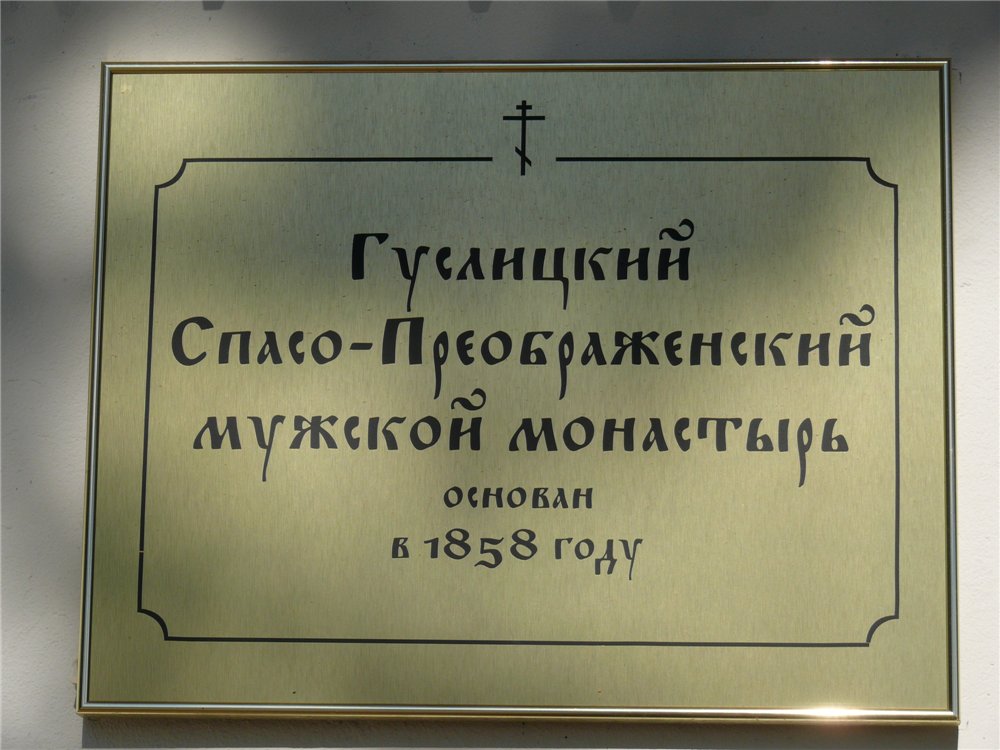 Гуслицкий
Спасо-Преображенский
мужской монастырь
основан
в 1858 году